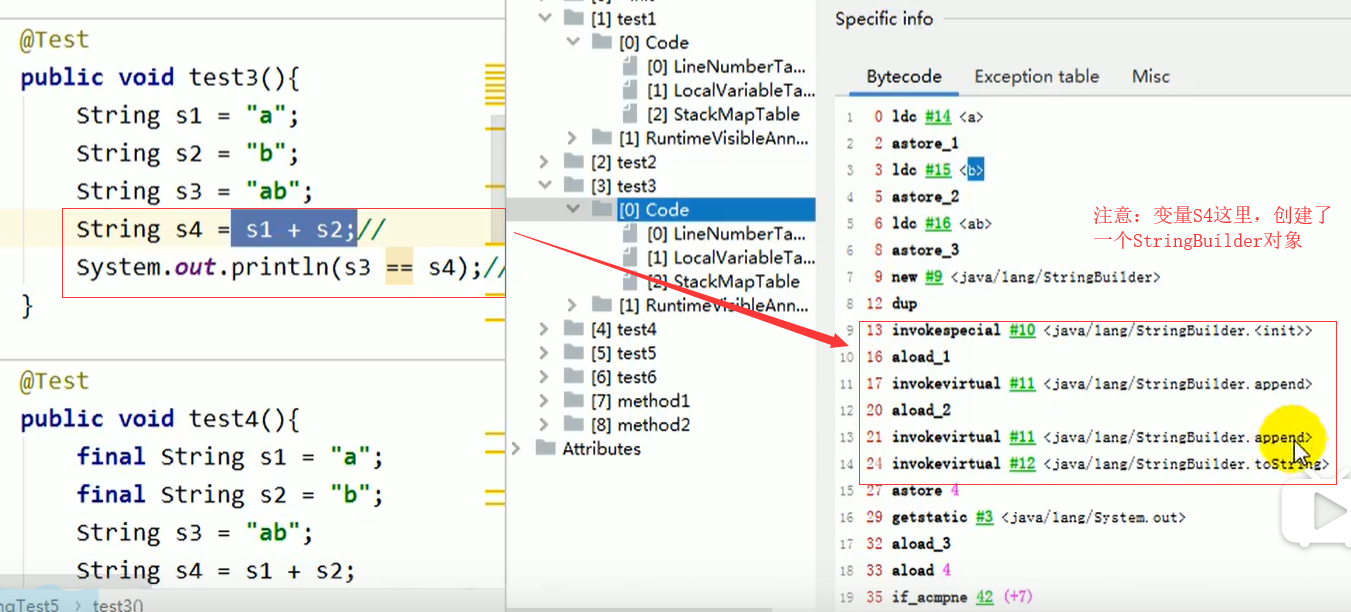 @Test
public void test3(){
String s1 = "a";
String s2 = "b";
String s3 = "ab";
String s4 = s1 + s2;//
System.out.println(s3 == s4);//
}
@Test
public void test4(){
final String s1 = "a";
final String s2 = "b";
String s3 = "ab";
String s4 = s1 + s2;
ngTest5 > test3()
[1] test1
[0] Code
[0] LineNumberTa...
[1] LocalVariableTa...
[2] StackMapTable
[1] RuntimeVisibleAnn...
[2] test2
[3] test3
[0] Code
[0] LineNumberTa...
[1] LocalVariableTa...
[2] StackMapTable
[1] RuntimeVisibleAnn...
[4] test4
[5] test5
[6] test6
[7] method1
[8] method2
Attributes
Specific info
Bytecode Exception table Misc
1 0 ldc #14 <a>
2 2 astore_1
3 3 ldc #15 <b>
4 5 astore_2
5 6 ldc #16 <ab>
6 8 astore_3
7 9 new #9 <java/lang/StringBuilder>
8 12 dup
9 13 invokespecial #10 <java/lang/StringBuilder.<init>>
10 16 aload_1
11 17 invokevirtual #11 <java/lang/StringBuilder.append>
12 20 aload_2
13 21 invokevirtual #11 <java/lang/StringBuilder.append>
14 24 invokevirtual #12 <java/lang/StringBuilder.toString>
15 27 astore 4
16 29 getstatic #3 <java/lang/System.out>
17 32 aload_3
18 33 aload 4
19 35 if_acmpne 42 (+7)
注意：变量S4这里，创建了
一个StringBuilder对象